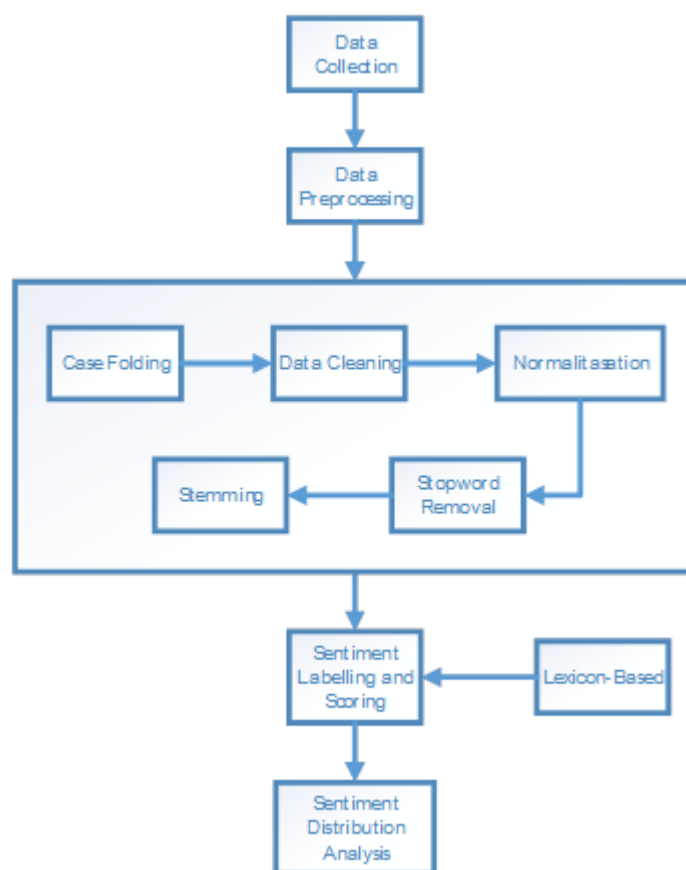 Data
Collection
Data
Preprocessing
Case Folding
Data Cleaning
Normalitasation
Stemming
Stopword
Removal
Sentiment
Labelling and
Scoring
Lexicon-Based
Sentiment
Distribution
Analysis